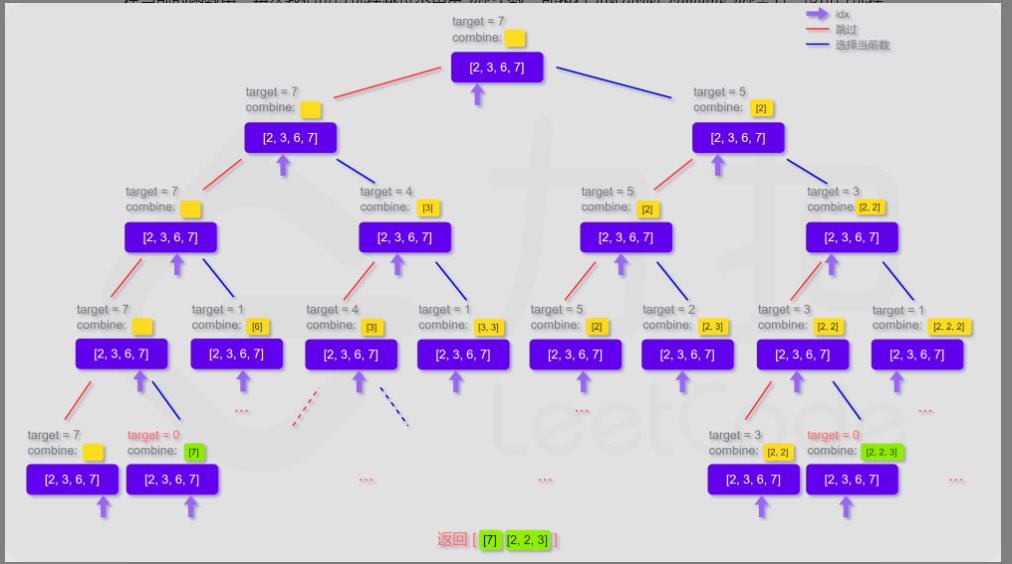 target = 7
combine:
[2, 3, 6, 7]
idx
跳过
选择当前数
target = 7
combine:
[2, 3, 6, 7]
target = 5
combine: [2]
[2, 3, 6, 7]
target = 7
combine:
[2, 3, 6, 7]
target = 4
combine: [3]
[2, 3, 6, 7]
target = 5
combine: [2]
[2, 3, 6, 7]
target = 3
combine: [2, 2]
[2, 3, 6, 7]
target = 7
combine:
[2, 3, 6, 7]
target = 1
combine: [6]
[2, 3, 6, 7]
...
target = 4
combine: [3]
[2, 3, 6, 7]
target = 1
combine: [3, 3]
[2, 3, 6, 7]
target = 5
combine: [2]
[2, 3, 6, 7]
...
target = 2
combine: [2, 3]
[2, 3, 6, 7]
target = 3
combine: [2, 2]
[2, 3, 6, 7]
target = 1
combine: [2, 2, 2]
[2, 3, 6, 7]
...
target = 7
combine:
[2, 3, 6, 7]
target = 0
combine: [7]
[2, 3, 6, 7]
...
...
target = 3
combine: [2, 2]
[2, 3, 6, 7]
target = 0
combine: [2, 2, 3]
[2, 3, 6, 7]
...
返回 [ [7] [2, 2, 3] ]
力扣
LeetCode